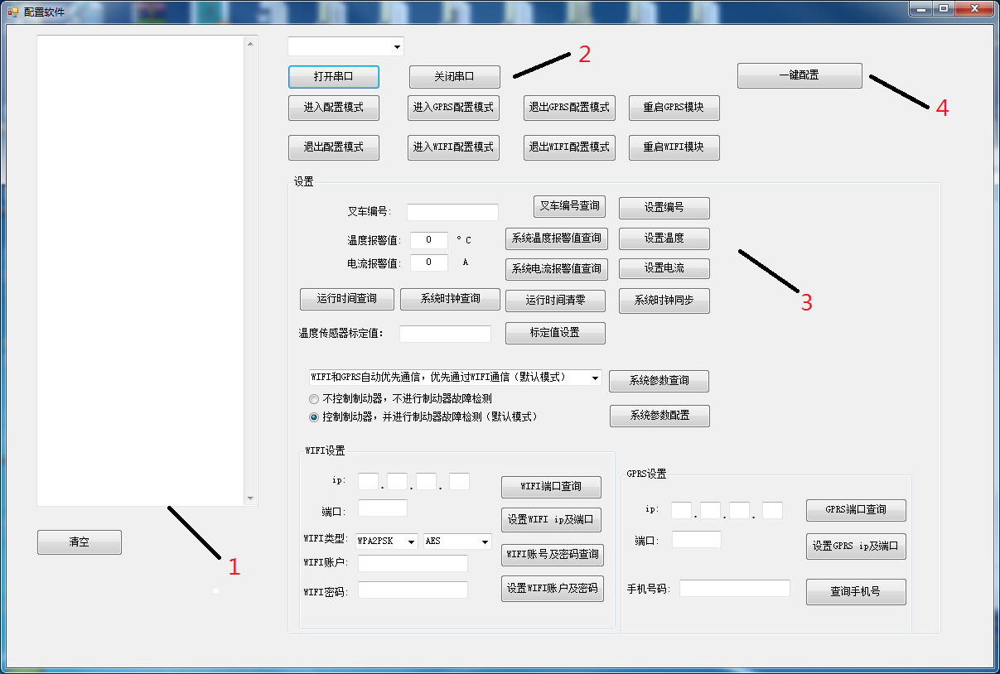 配置软件
2
打开串口 关闭串口 一键配置
4
进入配置模式 进入GPRS配置模式 退出GPRS配置模式 重启GPRS模块
退出配置模式 进入WIFI配置模式 退出WIFI配置模式 重启WIFI模块
设置
叉车编号: 叉车编号查询 设置编号
温度报警值: 0 °C 系统温度报警值查询 设置温度
电流报警值: 0 A 系统电流报警值查询 设置电流
3
运行时间查询 系统时钟查询 运行时间清零 系统时钟同步
温度传感器标定值: 标定值设置
WIFI和GPRS自动优先通信，优先通过WIFI通信（默认模式） 系统参数查询
不控制制动器，不进行制动器故障检测
控制制动器，并进行制动器故障检测（默认模式） 系统参数配置
WIFI设置
ip: . . . WIFI端口查询
端口: 设置WIFI ip及端口
WIFI类型: WPA2PSK AES
WIFI账户: WIFI账号及密码查询
WIFI密码: 设置WIFI账户及密码
GPRS设置
ip: . . . GPRS端口查询
端口: 设置GPRS ip及端口
手机号码: 查询手机号
清空
1